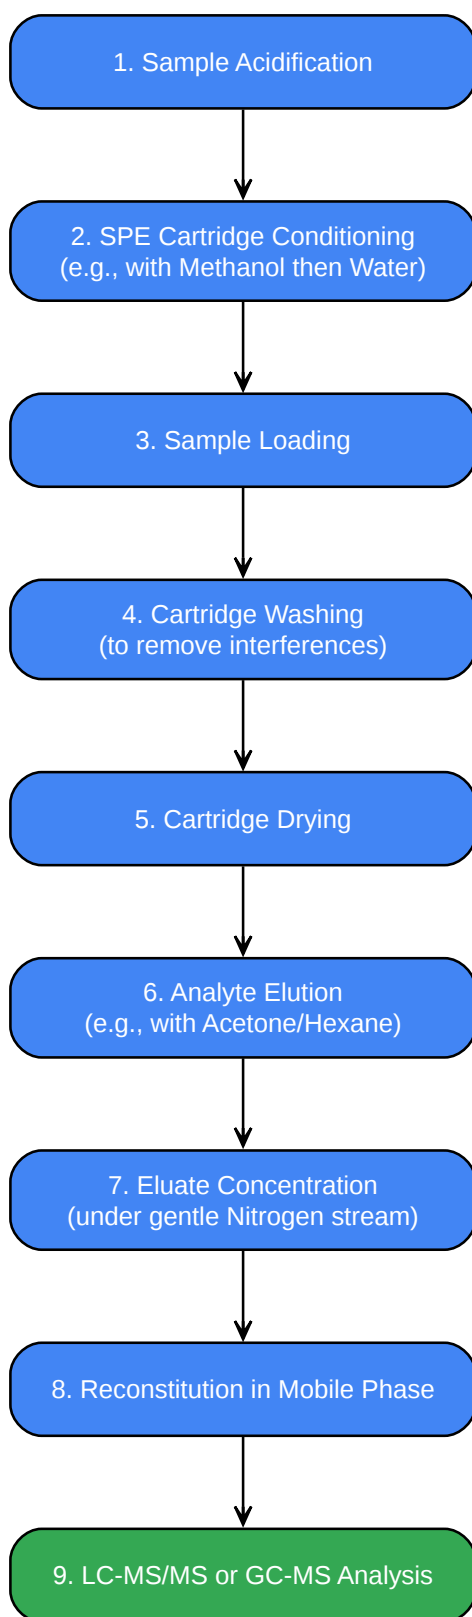 1. Sample Acidification
2. SPE Cartridge Conditioning
(e.g., with Methanol then Water)
3. Sample Loading
4. Cartridge Washing
(to remove interferences)
5. Cartridge Drying
6. Analyte Elution
(e.g., with Acetone/Hexane)
7. Eluate Concentration
(under gentle Nitrogen stream)
8. Reconstitution in Mobile Phase
9. LC-MS/MS or GC-MS Analysis